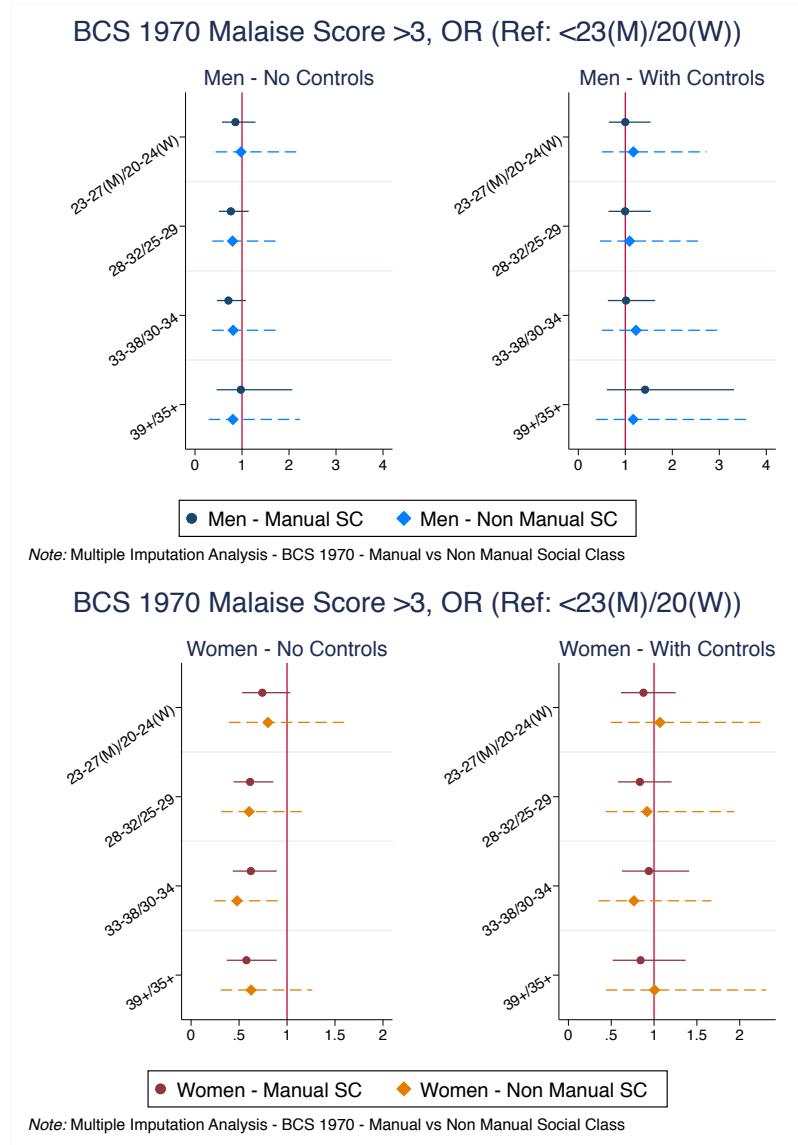 BCS 1970 Malaise Score >3, OR (Ref: <23(M)/20(W))
Men - No Controls
23-27(M)/20-24(W)
28-32/25-29
33-38/30-34
39+/35+
0 1 2 3 4
Men - With Controls
23-27(M)/20-24(W)
28-32/25-29
33-38/30-34
39+/35+
0 1 2 3 4
Men - Manual SC Men - Non Manual SC
Note: Multiple Imputation Analysis - BCS 1970 - Manual vs Non Manual Social Class
BCS 1970 Malaise Score >3, OR (Ref: <23(M)/20(W))
Women - No Controls
23-27(M)/20-24(W)
28-32/25-29
33-38/30-34
39+/35+
0 .5 1 1.5 2
Women - With Controls
23-27(M)/20-24(W)
28-32/25-29
33-38/30-34
39+/35+
0 .5 1 1.5 2
Women - Manual SC Women - Non Manual SC
Note: Multiple Imputation Analysis - BCS 1970 - Manual vs Non Manual Social Class